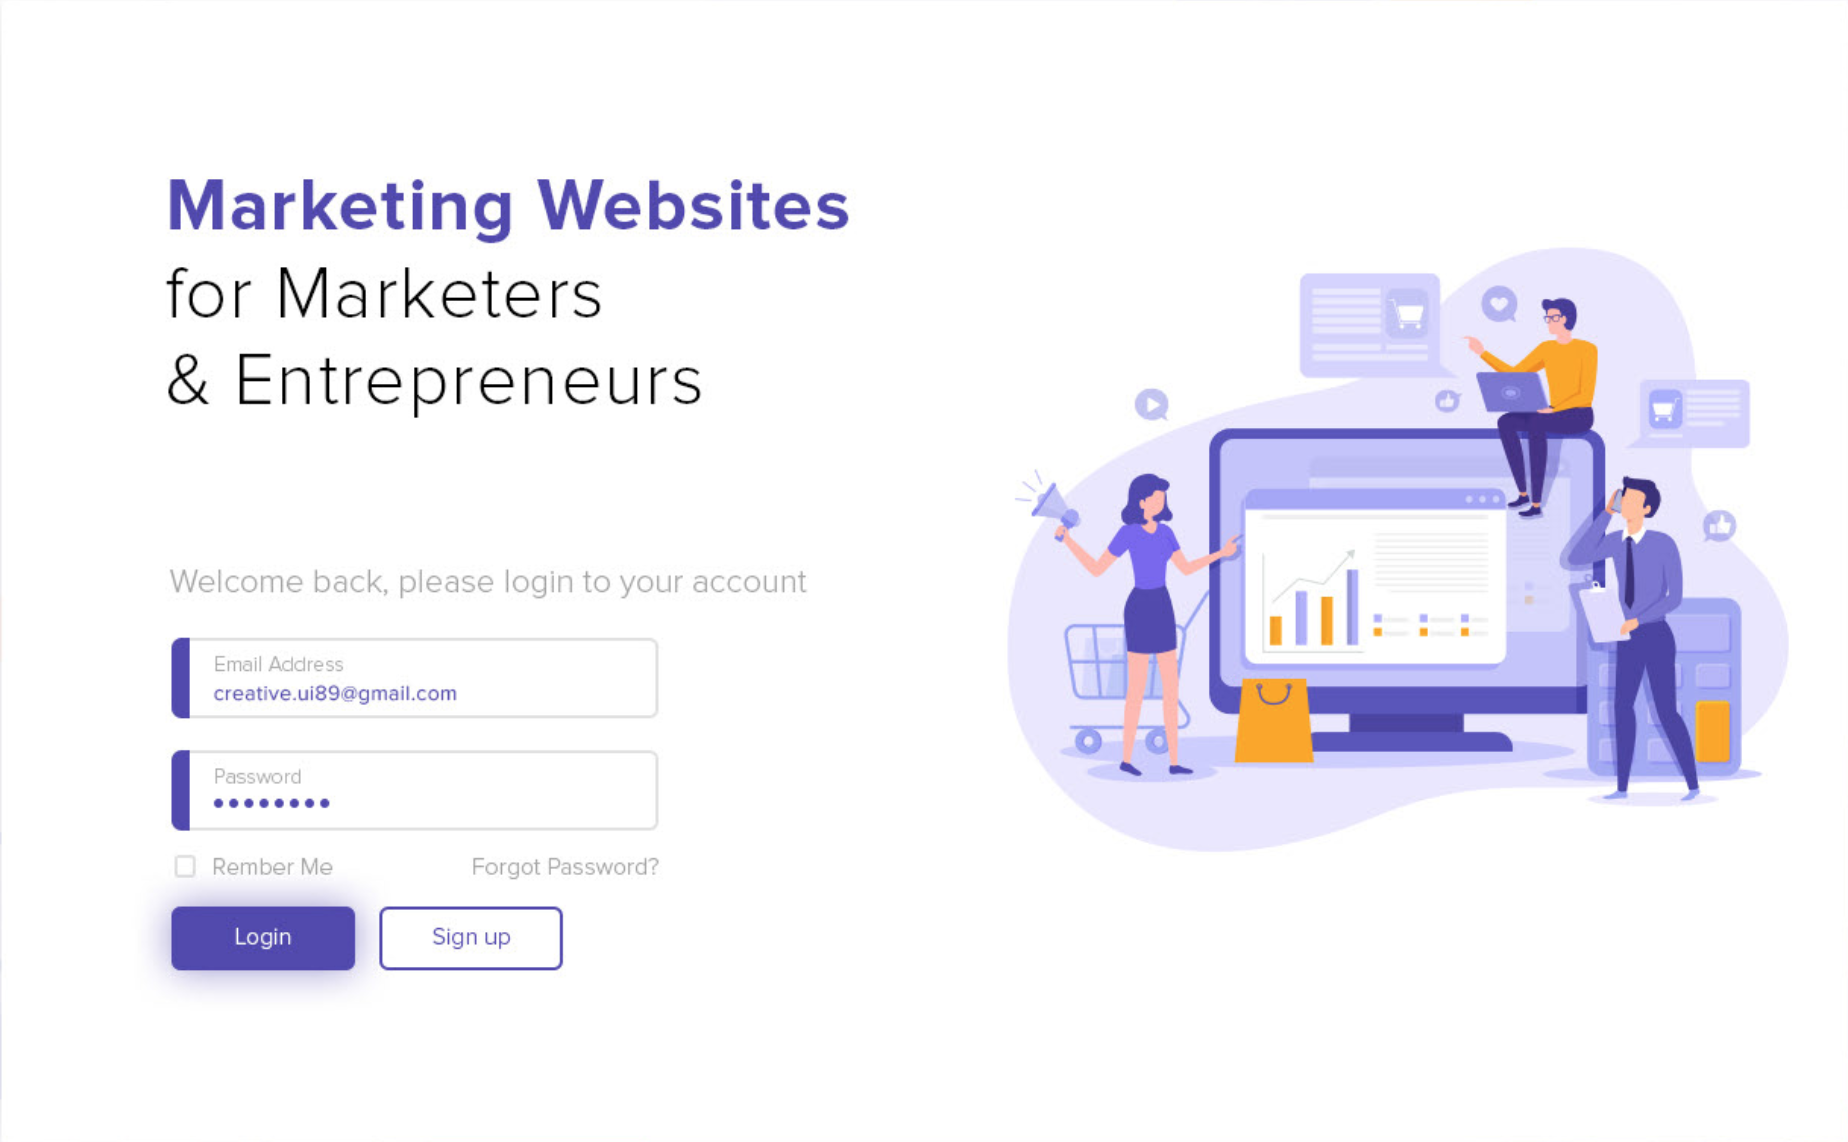 Marketing Websites
for Marketers
& Entrepreneurs
Welcome back, please login to your account
Email Address
creative.ui89@gmail.com
Password
Rember Me
Forgot Password?
Login
Sign up